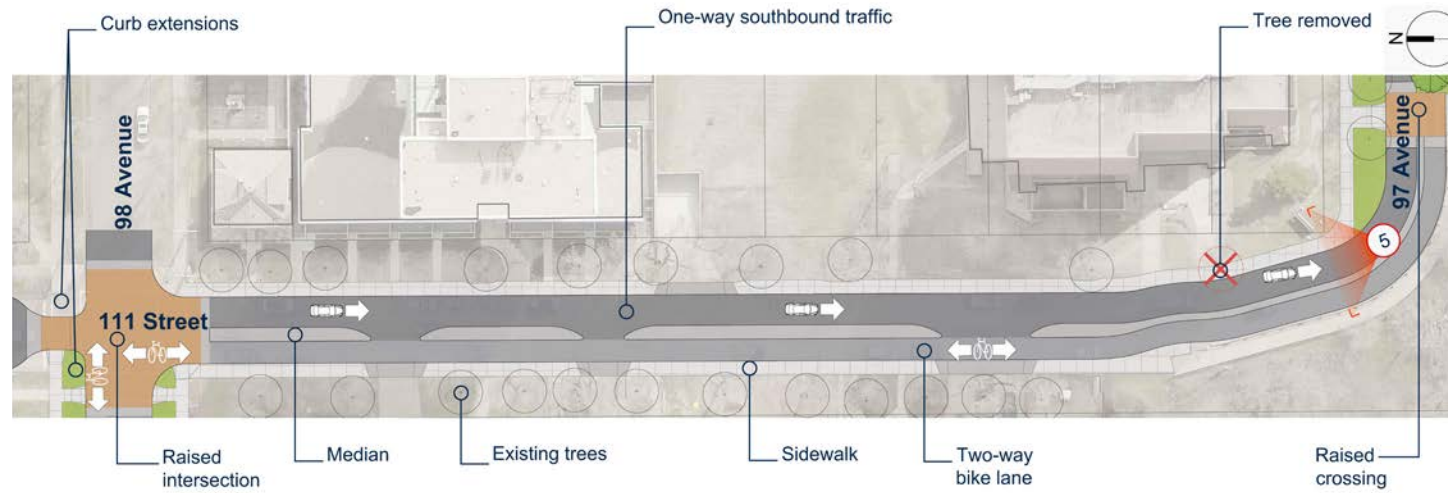 Curb extensions
One-way southbound traffic
Tree removed
N
98 Avenue
97 Avenue
5
111 Street
Raised
intersection
Median
Existing trees
Sidewalk
Two-way
bike lane
Raised
crossing